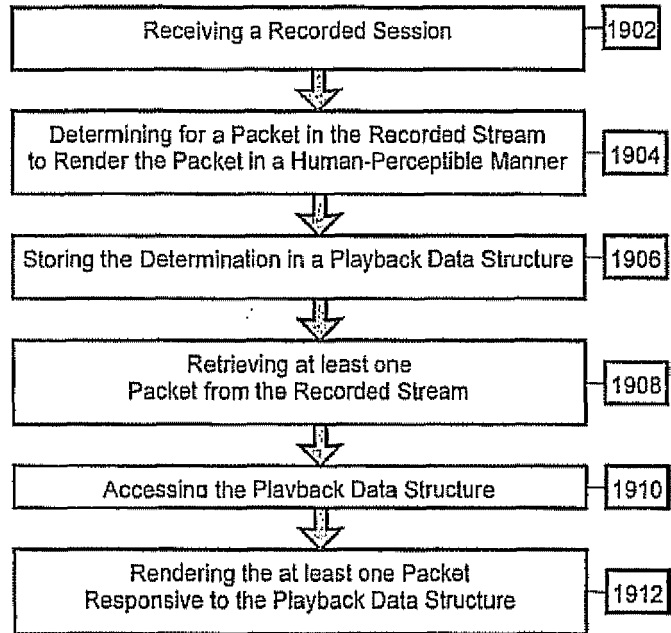 Receiving a Recorded Session
1902
Determining for a Packet in the Recorded Stream
to Render the Packet in a Human-Perceptible Manner
1904
Storing the Determination in a Playback Data Structure
1906
Retrieving at least one
Packet from the Recorded Stream
1908
Accessing the Playback Data Structure
1910
Rendering the at least one Packet
Responsive to the Playback Data Structure
1912